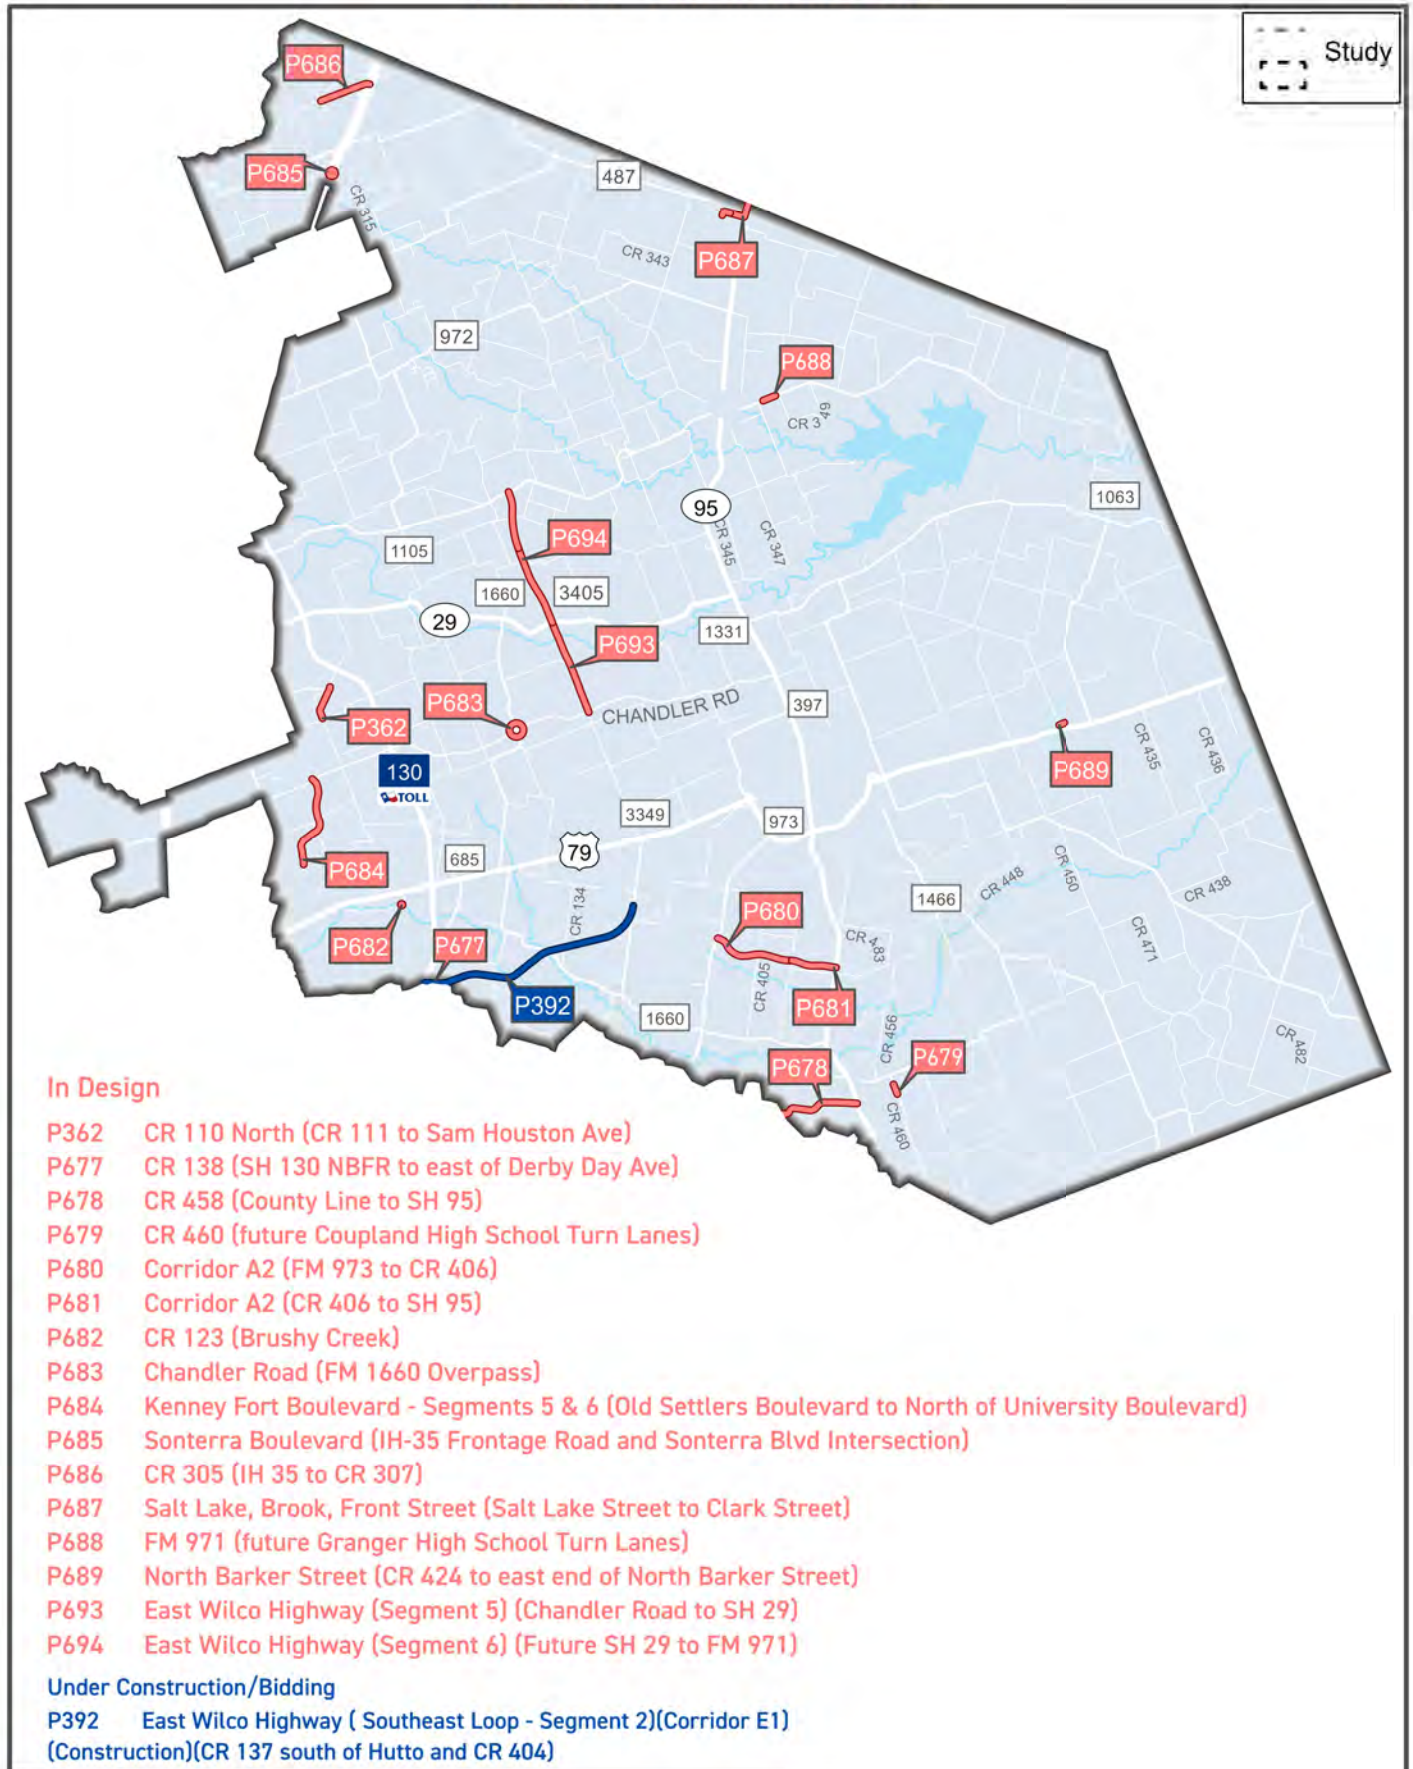 Study
P686
P685
CR 315
487
CR 343
P687
972
P688
CR 349
95
CR 345
CR 347
1063
1105
P694
1660
3405
29
P693
1331
P362
P683
CHANDLER RD
397
130
TOLL
P689
CR 435
CR 436
3349
973
79
685
P684
CR 134
CR 448
CR 450
CR 438
1466
P680
P682
P677
CR 405
CR 483
CR 471
P392
P681
1660
CR 456
P679
P678
CR 482
CR 460
In Design
P362 CR 110 North (CR 111 to Sam Houston Ave)
P677 CR 138 (SH 130 NBFR to east of Derby Day Ave)
P678 CR 458 (County Line to SH 95)
P679 CR 460 (future Coupland High School Turn Lanes)
P680 Corridor A2 (FM 973 to CR 406)
P681 Corridor A2 (CR 406 to SH 95)
P682 CR 123 (Brushy Creek)
P683 Chandler Road (FM 1660 Overpass)
P684 Kenney Fort Boulevard - Segments 5 & 6 (Old Settlers Boulevard to North of University Boulevard)
P685 Sonterra Boulevard (IH-35 Frontage Road and Sonterra Blvd Intersection)
P686 CR 305 (IH 35 to CR 307)
P687 Salt Lake, Brook, Front Street (Salt Lake Street to Clark Street)
P688 FM 971 (future Granger High School Turn Lanes)
P689 North Barker Street (CR 424 to east end of North Barker Street)
P693 East Wilco Highway (Segment 5) (Chandler Road to SH 29)
P694 East Wilco Highway (Segment 6) (Future SH 29 to FM 971)
Under Construction/Bidding
P392 East Wilco Highway ( Southeast Loop - Segment 2)(Corridor E1)
(Construction)(CR 137 south of Hutto and CR 404)